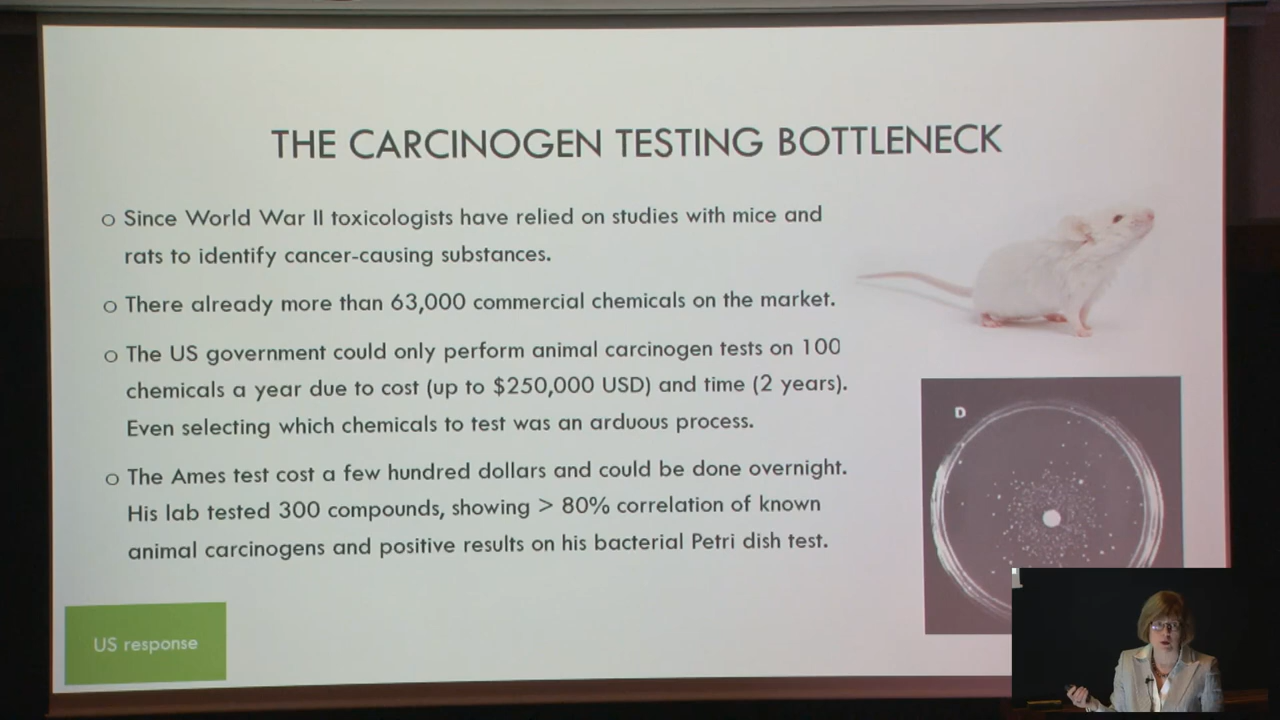 THE CARCINOGEN TESTING BOTTLENECK
o Since World War II toxicologists have relied on studies with mice and
rats to identify cancer-causing substances.
o There already more than 63,000 commercial chemicals on the market.
o The US government could only perform animal carcinogen tests on 100
chemicals a year due to cost (up to $250,000 USD) and time (2 years).
Even selecting which chemicals to test was an arduous process.
o The Ames test cost a few hundred dollars and could be done overnight.
His lab tested 300 compounds, showing > 80% correlation of known
animal carcinogens and positive results on his bacterial Petri dish test.
D
US response